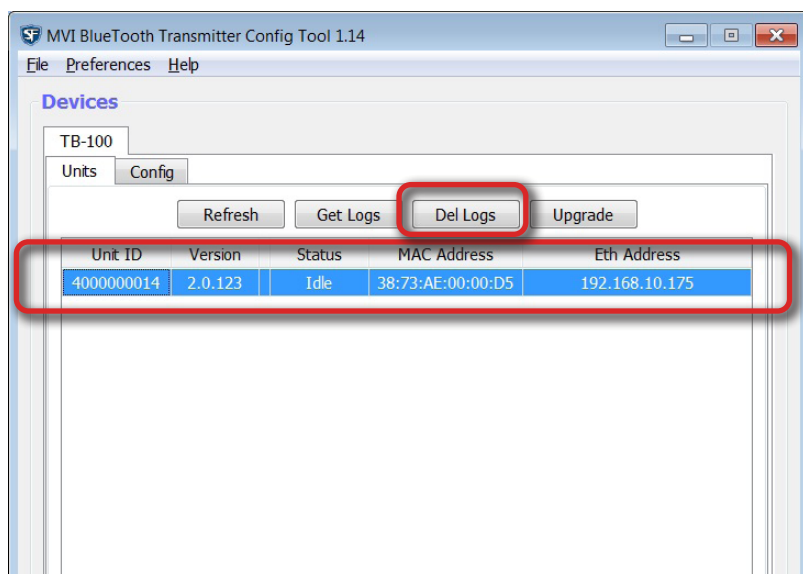 SF MVI BlueTooth Transmitter Config Tool 1.14
File Preferences Help
Devices
TB-100
Units Config
Refresh Get Logs Del Logs Upgrade
Unit ID Version Status MAC Address Eth Address
4000000014 2.0.123 Idle 38:73:AE:00:00:D5 192.168.10.175